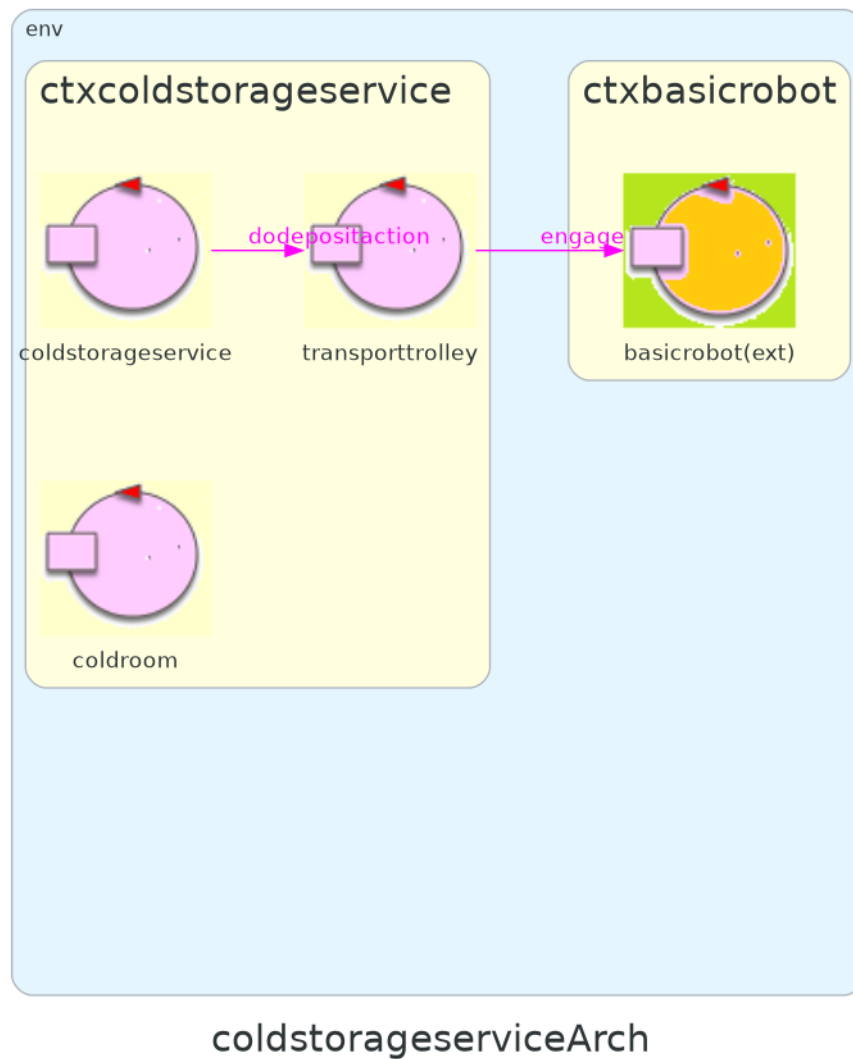 env
ctxcoldstorageservice
ctxbasicrobot
dodepositaction
engage
coldstorageservice
transporttrolley
basicrobot(ext)
coldroom
coldstorageserviceArch